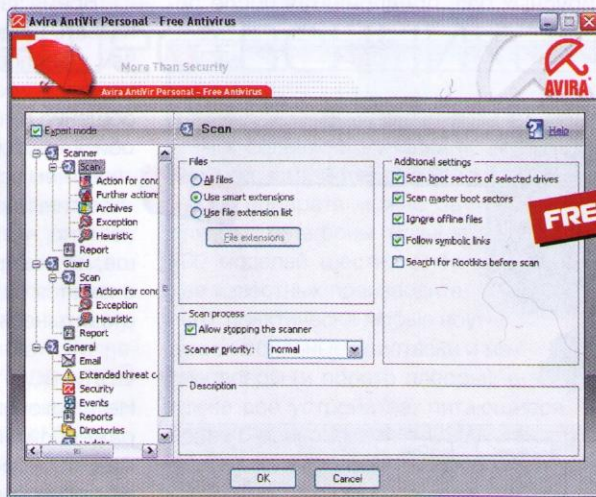 Avira AntiVir Personal - Free Antivirus
More Than Security
Avira AntiVir Personal – Free Antivirus
AVIRA
Expert mode
Scanner
Scan
Action for conc
Further action
Archives
Exception
Heuristic
Report
Guard
Scan
Action for conc
Exception
Heuristic
Report
General
Email
Extended threat c
Security
Events
Reports
Directories
Update
Scan
Help
Files
All files
Use smart extensions
Use file extension list
File extensions
Additional settings
Scan boot sectors of selected drives
Scan master boot sectors
Ignore offline files
Follow symbolic links
Search for Rootkits before scan
FRE
Scan process
Allow stopping the scanner
Scanner priority: normal
Description
OK Cancel